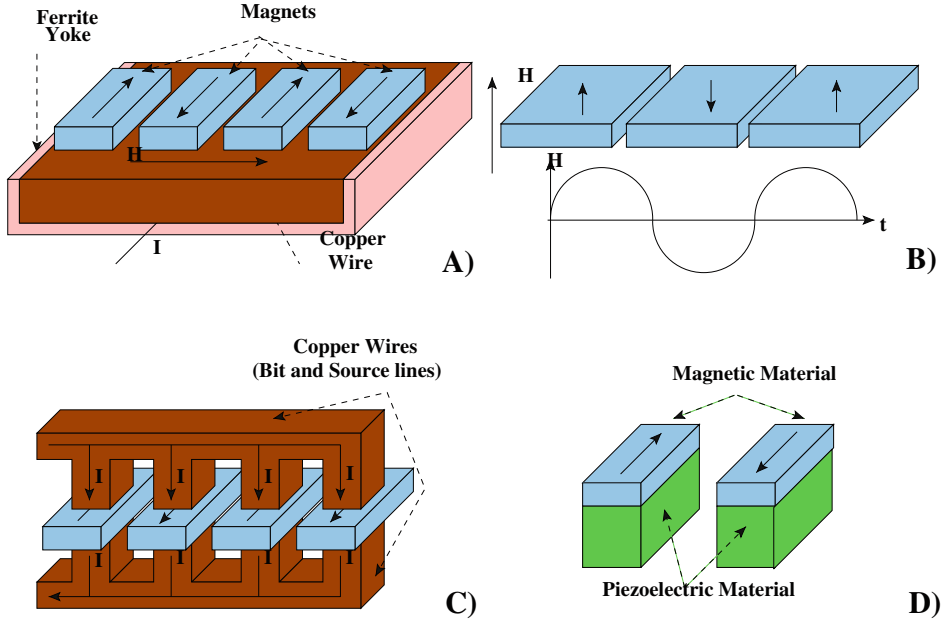 Ferrite
Yoke
Magnets
H
I
Copper
Wire
A)
H
H
t
B)
Copper Wires
(Bit and Source lines)
I
I
I
I
I
I
I
I
C)
Magnetic Material
Piezoelectric Material
D)